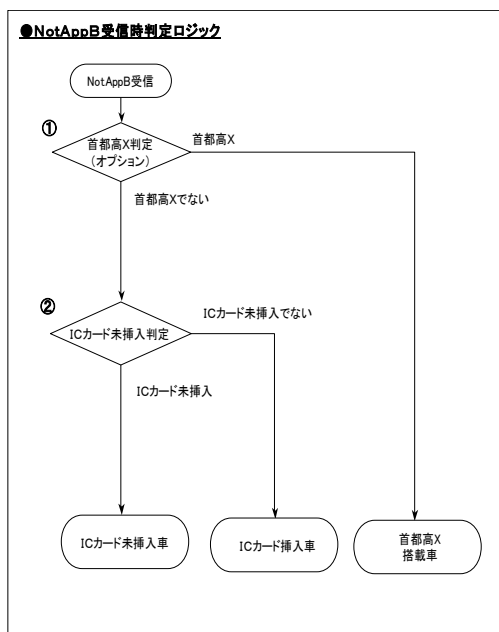 ●NotAppB受信時判定ロジック
NotAppB受信
①
首都高X判定
(オプション)
首都高X
首都高Xでない
②
ICカード未挿入判定
ICカード未挿入でない
ICカード未挿入
ICカード未挿入車
ICカード挿入車
首都高X
搭載車